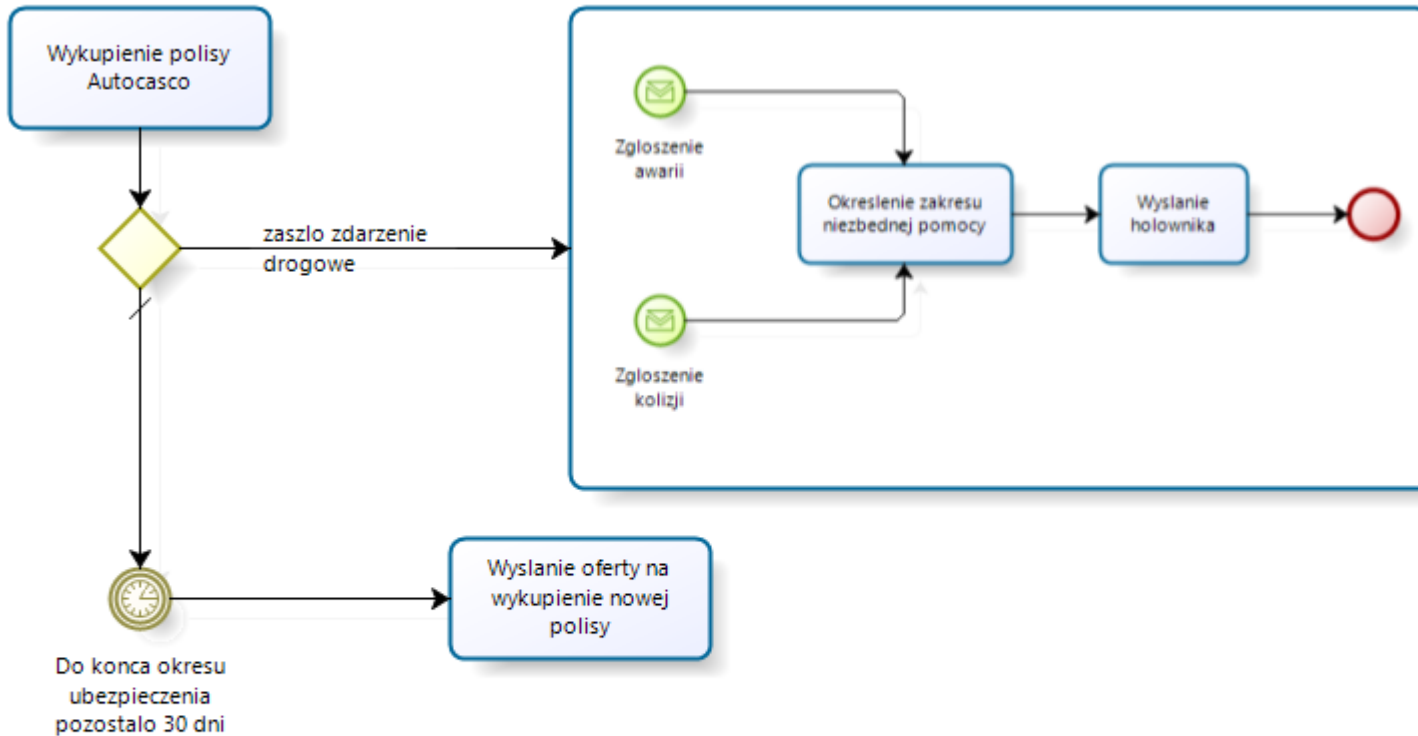 Wykupienie polisy
Autocasco
zaszlo zdarzenie
drogowe
Zgloszenie
awarii
Okreslenie zakresu
niezbednej pomocy
Wyslanie
holownika
Zgloszenie
kolizji
Wyslanie oferty na
wykupienie nowej
polisy
Do konca okresu
ubezpieczenia
pozostalo 30 dni